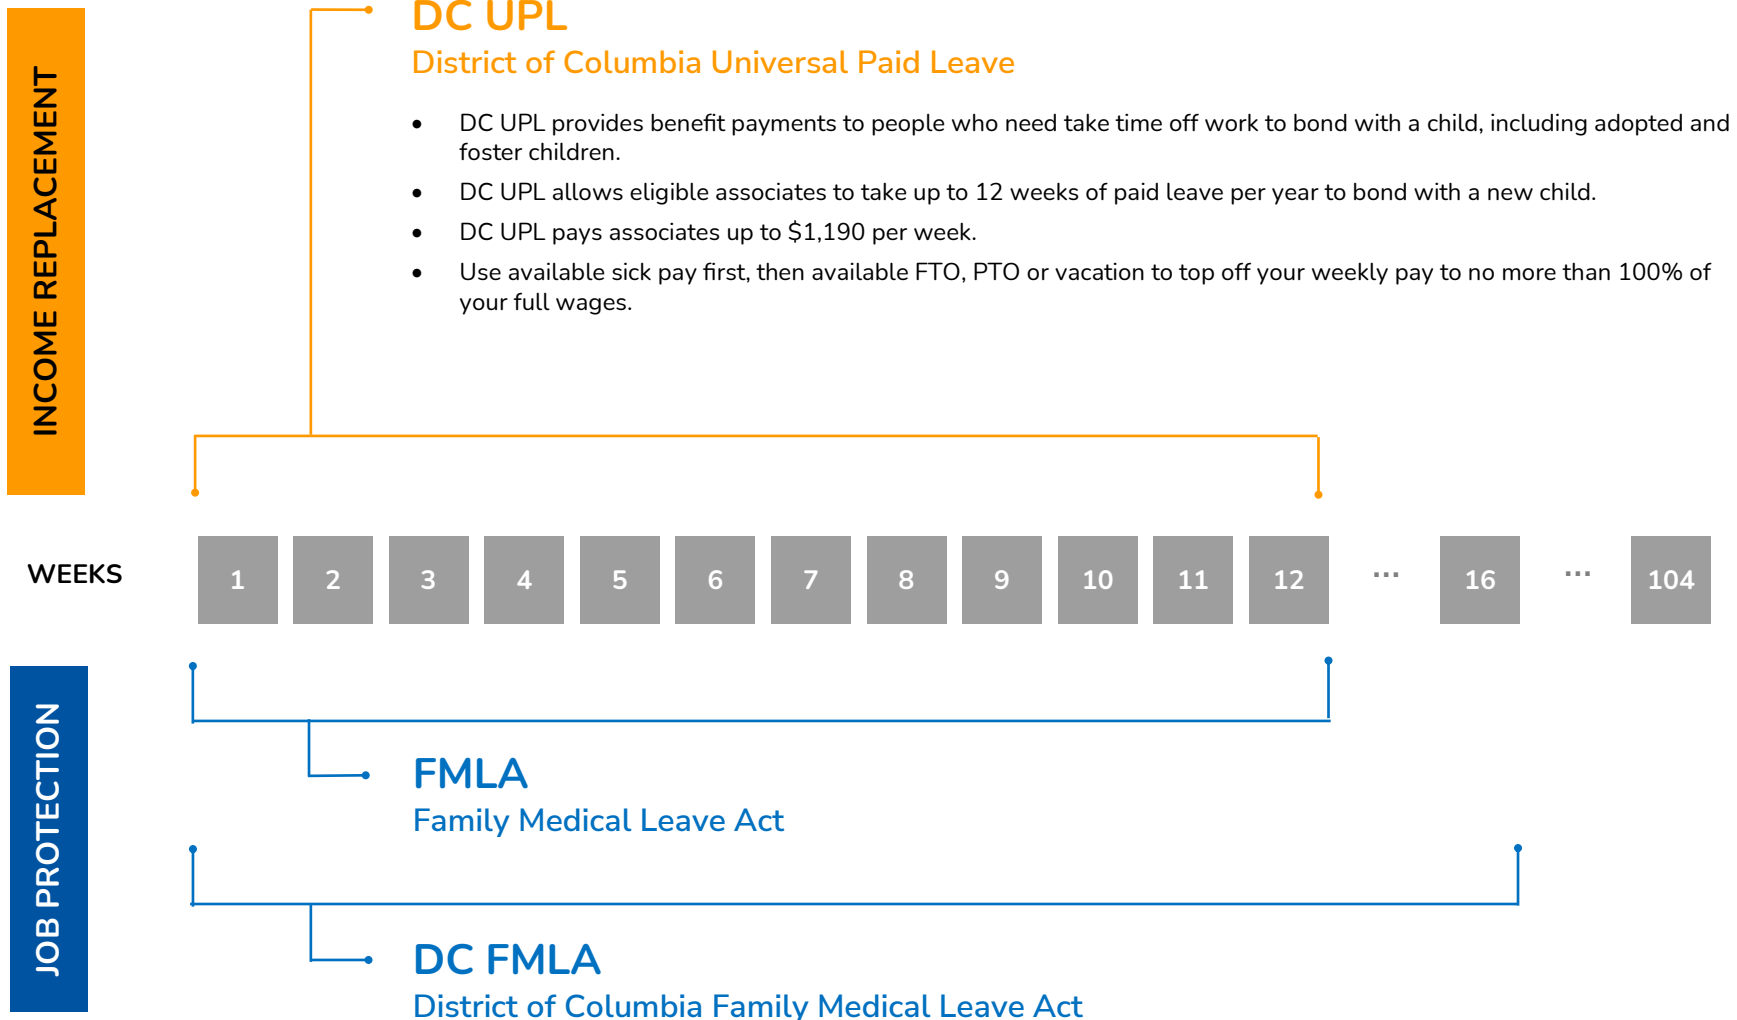 INCOME REPLACEMENT
DC UPL
District of Columbia Universal Paid Leave
• DC UPL provides benefit payments to people who need take time off work to bond with a child, including adopted and
foster children.
• DC UPL allows eligible associates to take up to 12 weeks of paid leave per year to bond with a new child.
• DC UPL pays associates up to $1,190 per week.
• Use available sick pay first, then available FTO, PTO or vacation to top off your weekly pay to no more than 100% of
your full wages.
WEEKS 1 2 3 4 5 6 7 8 9 10 11 12 ... 16 ... 104
JOB PROTECTION
FMLA
Family Medical Leave Act
DC FMLA
District of Columbia Family Medical Leave Act